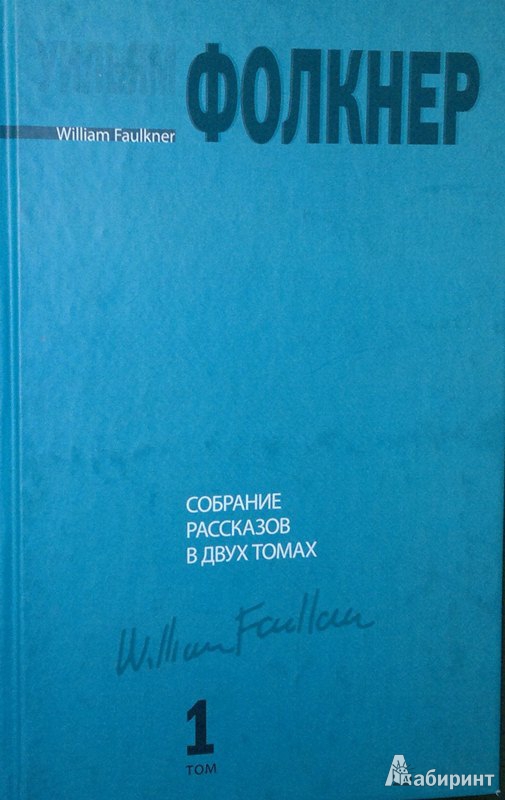 УИЛЬЯМ ФОЛКНЕР
William Faulkner
СОБРАНИЕ
РАССКАЗОВ
В ДВУХ ТОМАХ
William Faulkner
1
ТОМ
Лабиринт